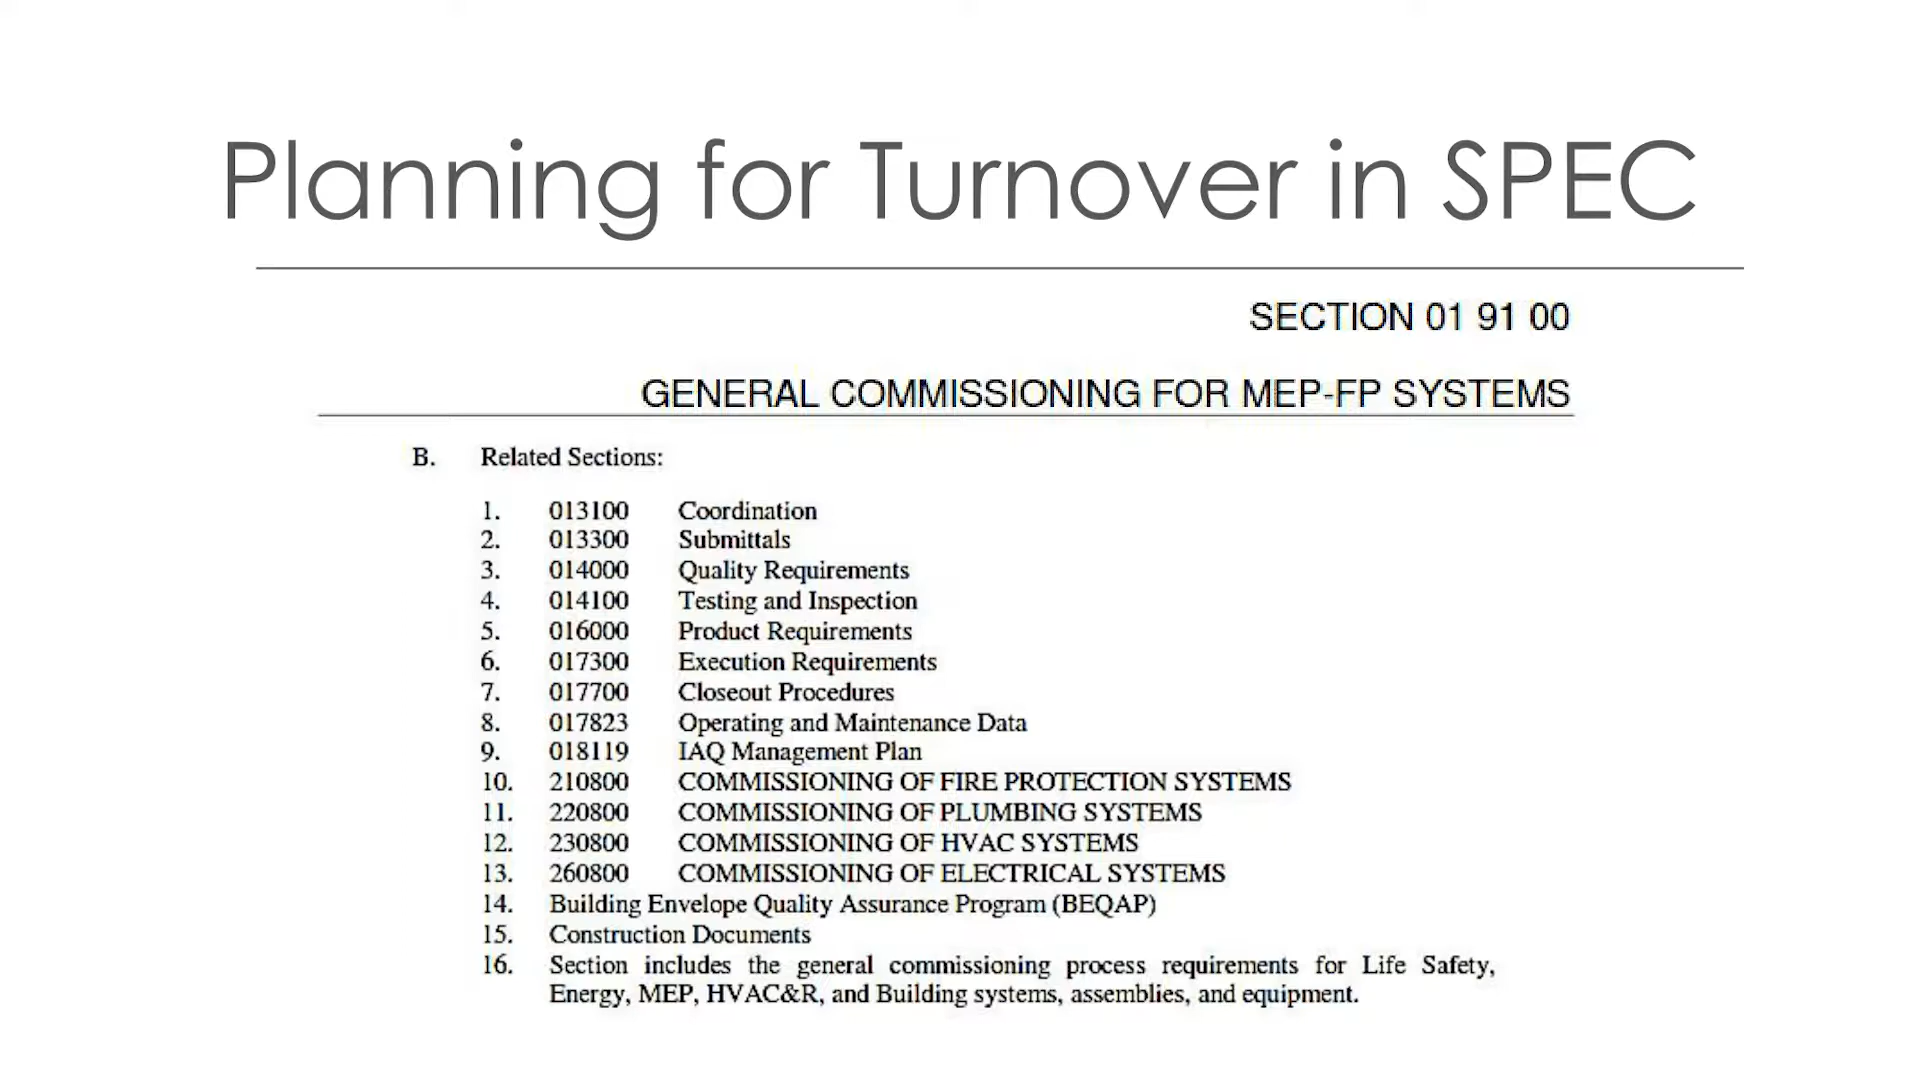 Planning for Turnover in SPEC
SECTION 01 91 00
GENERAL COMMISSIONING FOR MEP-FP SYSTEMS
B. Related Sections:
1. 013100 Coordination
2. 013300 Submittals
3. 014000 Quality Requirements
4. 014100 Testing and Inspection
5. 016000 Product Requirements
6. 017300 Execution Requirements
7. 017700 Closeout Procedures
8. 017823 Operating and Maintenance Data
9. 018119 IAQ Management Plan
10. 210800 COMMISSIONING OF FIRE PROTECTION SYSTEMS
11. 220800 COMMISSIONING OF PLUMBING SYSTEMS
12. 230800 COMMISSIONING OF HVAC SYSTEMS
13. 260800 COMMISSIONING OF ELECTRICAL SYSTEMS
14. Building Envelope Quality Assurance Program (BEQAP)
15. Construction Documents
16. Section includes the general commissioning process requirements for Life Safety,
Energy, MEP, HVAC&R, and Building systems, assemblies, and equipment.